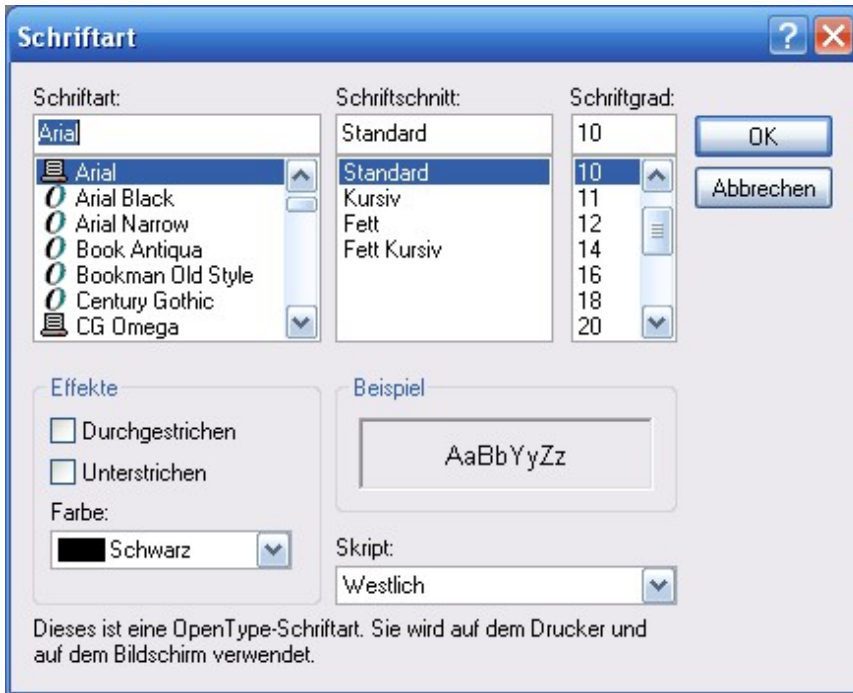 Schriftart
Schriftart:
Arial
Arial
Arial Black
Arial Narrow
Book Antiqua
Bookman Old Style
Century Gothic
CG Omega
Schriftschnitt:
Standard
Standard
Kursiv
Fett
Fett Kursiv
Schriftgrad:
10
10
11
12
14
16
18
20
OK
Abbrechen
Effekte
Durchgestrichen
Unterstrichen
Farbe:
Schwarz
Beispiel
AaBbYyZz
Skript:
Westlich
Dieses ist eine OpenType-Schriftart. Sie wird auf dem Drucker und
auf dem Bildschirm verwendet.